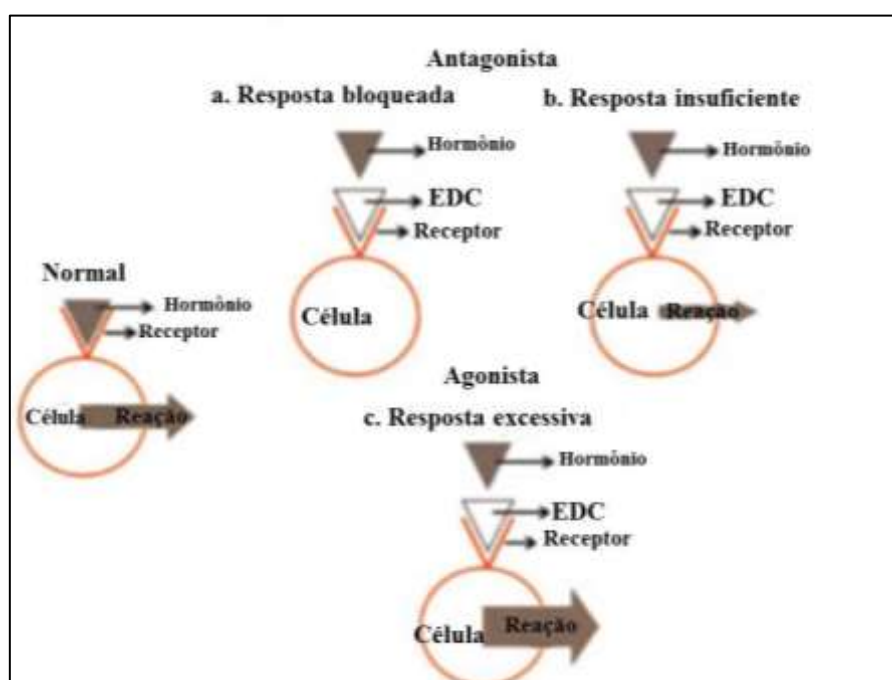 Antagonista
a. Resposta bloqueada
b. Resposta insuficiente
Hormônio
EDC
Receptor
Célula
Hormônio
EDC
Receptor
Célula
Reação
Normal
Hormônio
Receptor
Célula
Reação
Agonista
c. Resposta excessiva
Hormônio
EDC
Receptor
Célula
Reação